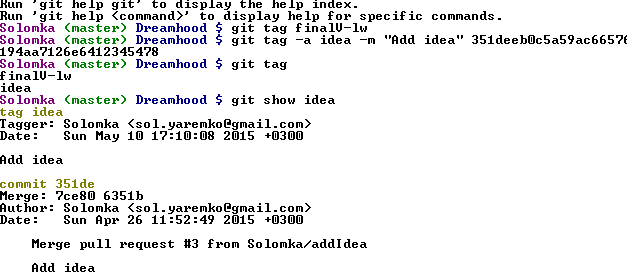 Run 'git help git' to display the help index.
Run 'git help <command>' to display help for specific commands.
Solomka (master) Dreamhood $ git tag finalV-lw
Solomka (master) Dreamhood $ git tag -a idea -m "Add idea" 351deeb0c5a59ac66576
194aa7126e6412345478
Solomka (master) Dreamhood $ git tag
finalV-lw
idea
Solomka (master) Dreamhood $ git show idea
tag idea
Tagger: Solomka <sol.yaremko@gmail.com>
Date:   Sun May 10 17:10:08 2015 +0300
Add idea
commit 351de
Merge: 7ce80 6351b
Author: Solomka <sol.yaremko@gmail.com>
Date:   Sun Apr 26 11:52:49 2015 +0300
    Merge pull request #3 from Solomka/addIdea
    Add idea